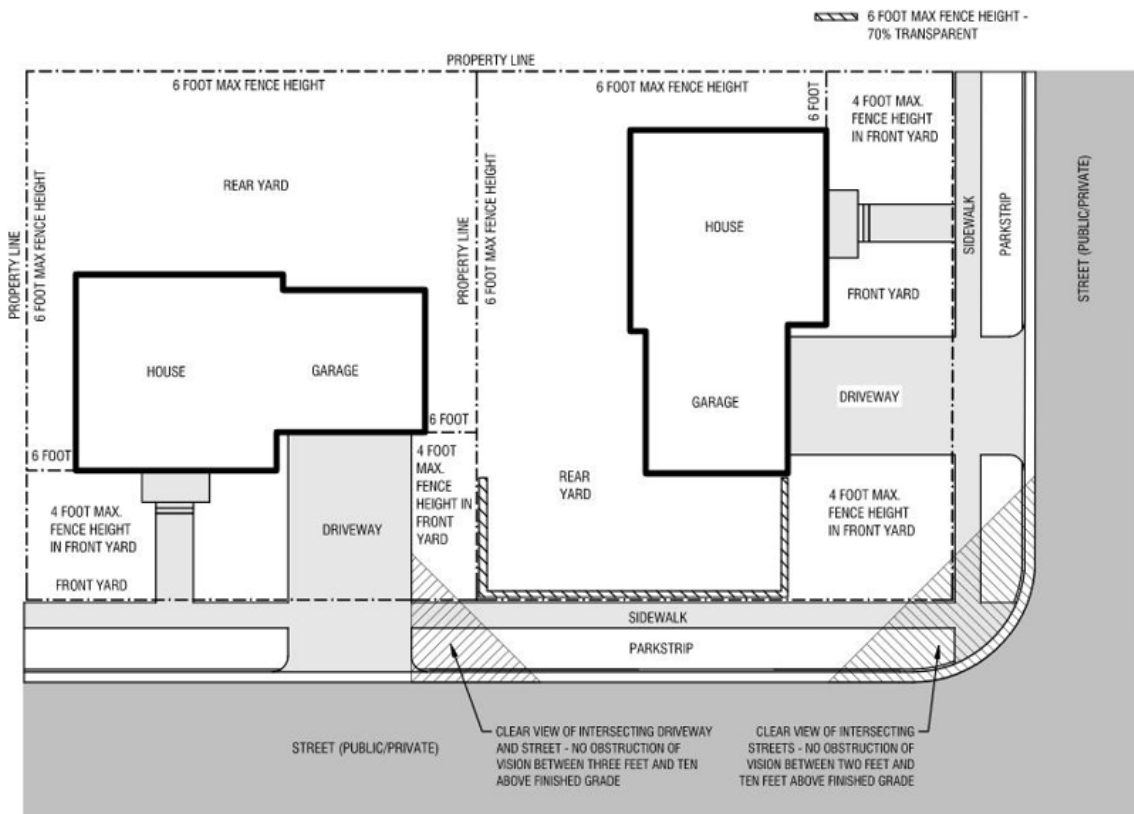 6 FOOT MAX FENCE HEIGHT -
70% TRANSPARENT
PROPERTY LINE
6 FOOT MAX FENCE HEIGHT
6 FOOT MAX FENCE HEIGHT
6 FOOT
4 FOOT MAX.
FENCE HEIGHT
IN FRONT YARD
PROPERTY LINE
6 FOOT MAX FENCE HEIGHT
REAR YARD
PROPERTY LINE
6 FOOT MAX FENCE HEIGHT
HOUSE
SIDEWALK
PARKSTRIP
STREET (PUBLIC/PRIVATE)
FRONT YARD
HOUSE
GARAGE
GARAGE
DRIVEWAY
6 FOOT
6 FOOT
4 FOOT
MAX.
FENCE
HEIGHT IN
FRONT
YARD
REAR
YARD
4 FOOT MAX.
FENCE HEIGHT
IN FRONT YARD
4 FOOT MAX.
FENCE HEIGHT
IN FRONT YARD
DRIVEWAY
FRONT YARD
SIDEWALK
PARKSTRIP
STREET (PUBLIC/PRIVATE)
CLEAR VIEW OF INTERSECTING DRIVEWAY
AND STREET - NO OBSTRUCTION OF
VISION BETWEEN THREE FEET AND TEN
ABOVE FINISHED GRADE
CLEAR VIEW OF INTERSECTING
STREETS - NO OBSTRUCTION OF
VISION BETWEEN TWO FEET AND
TEN FEET ABOVE FINISHED GRADE